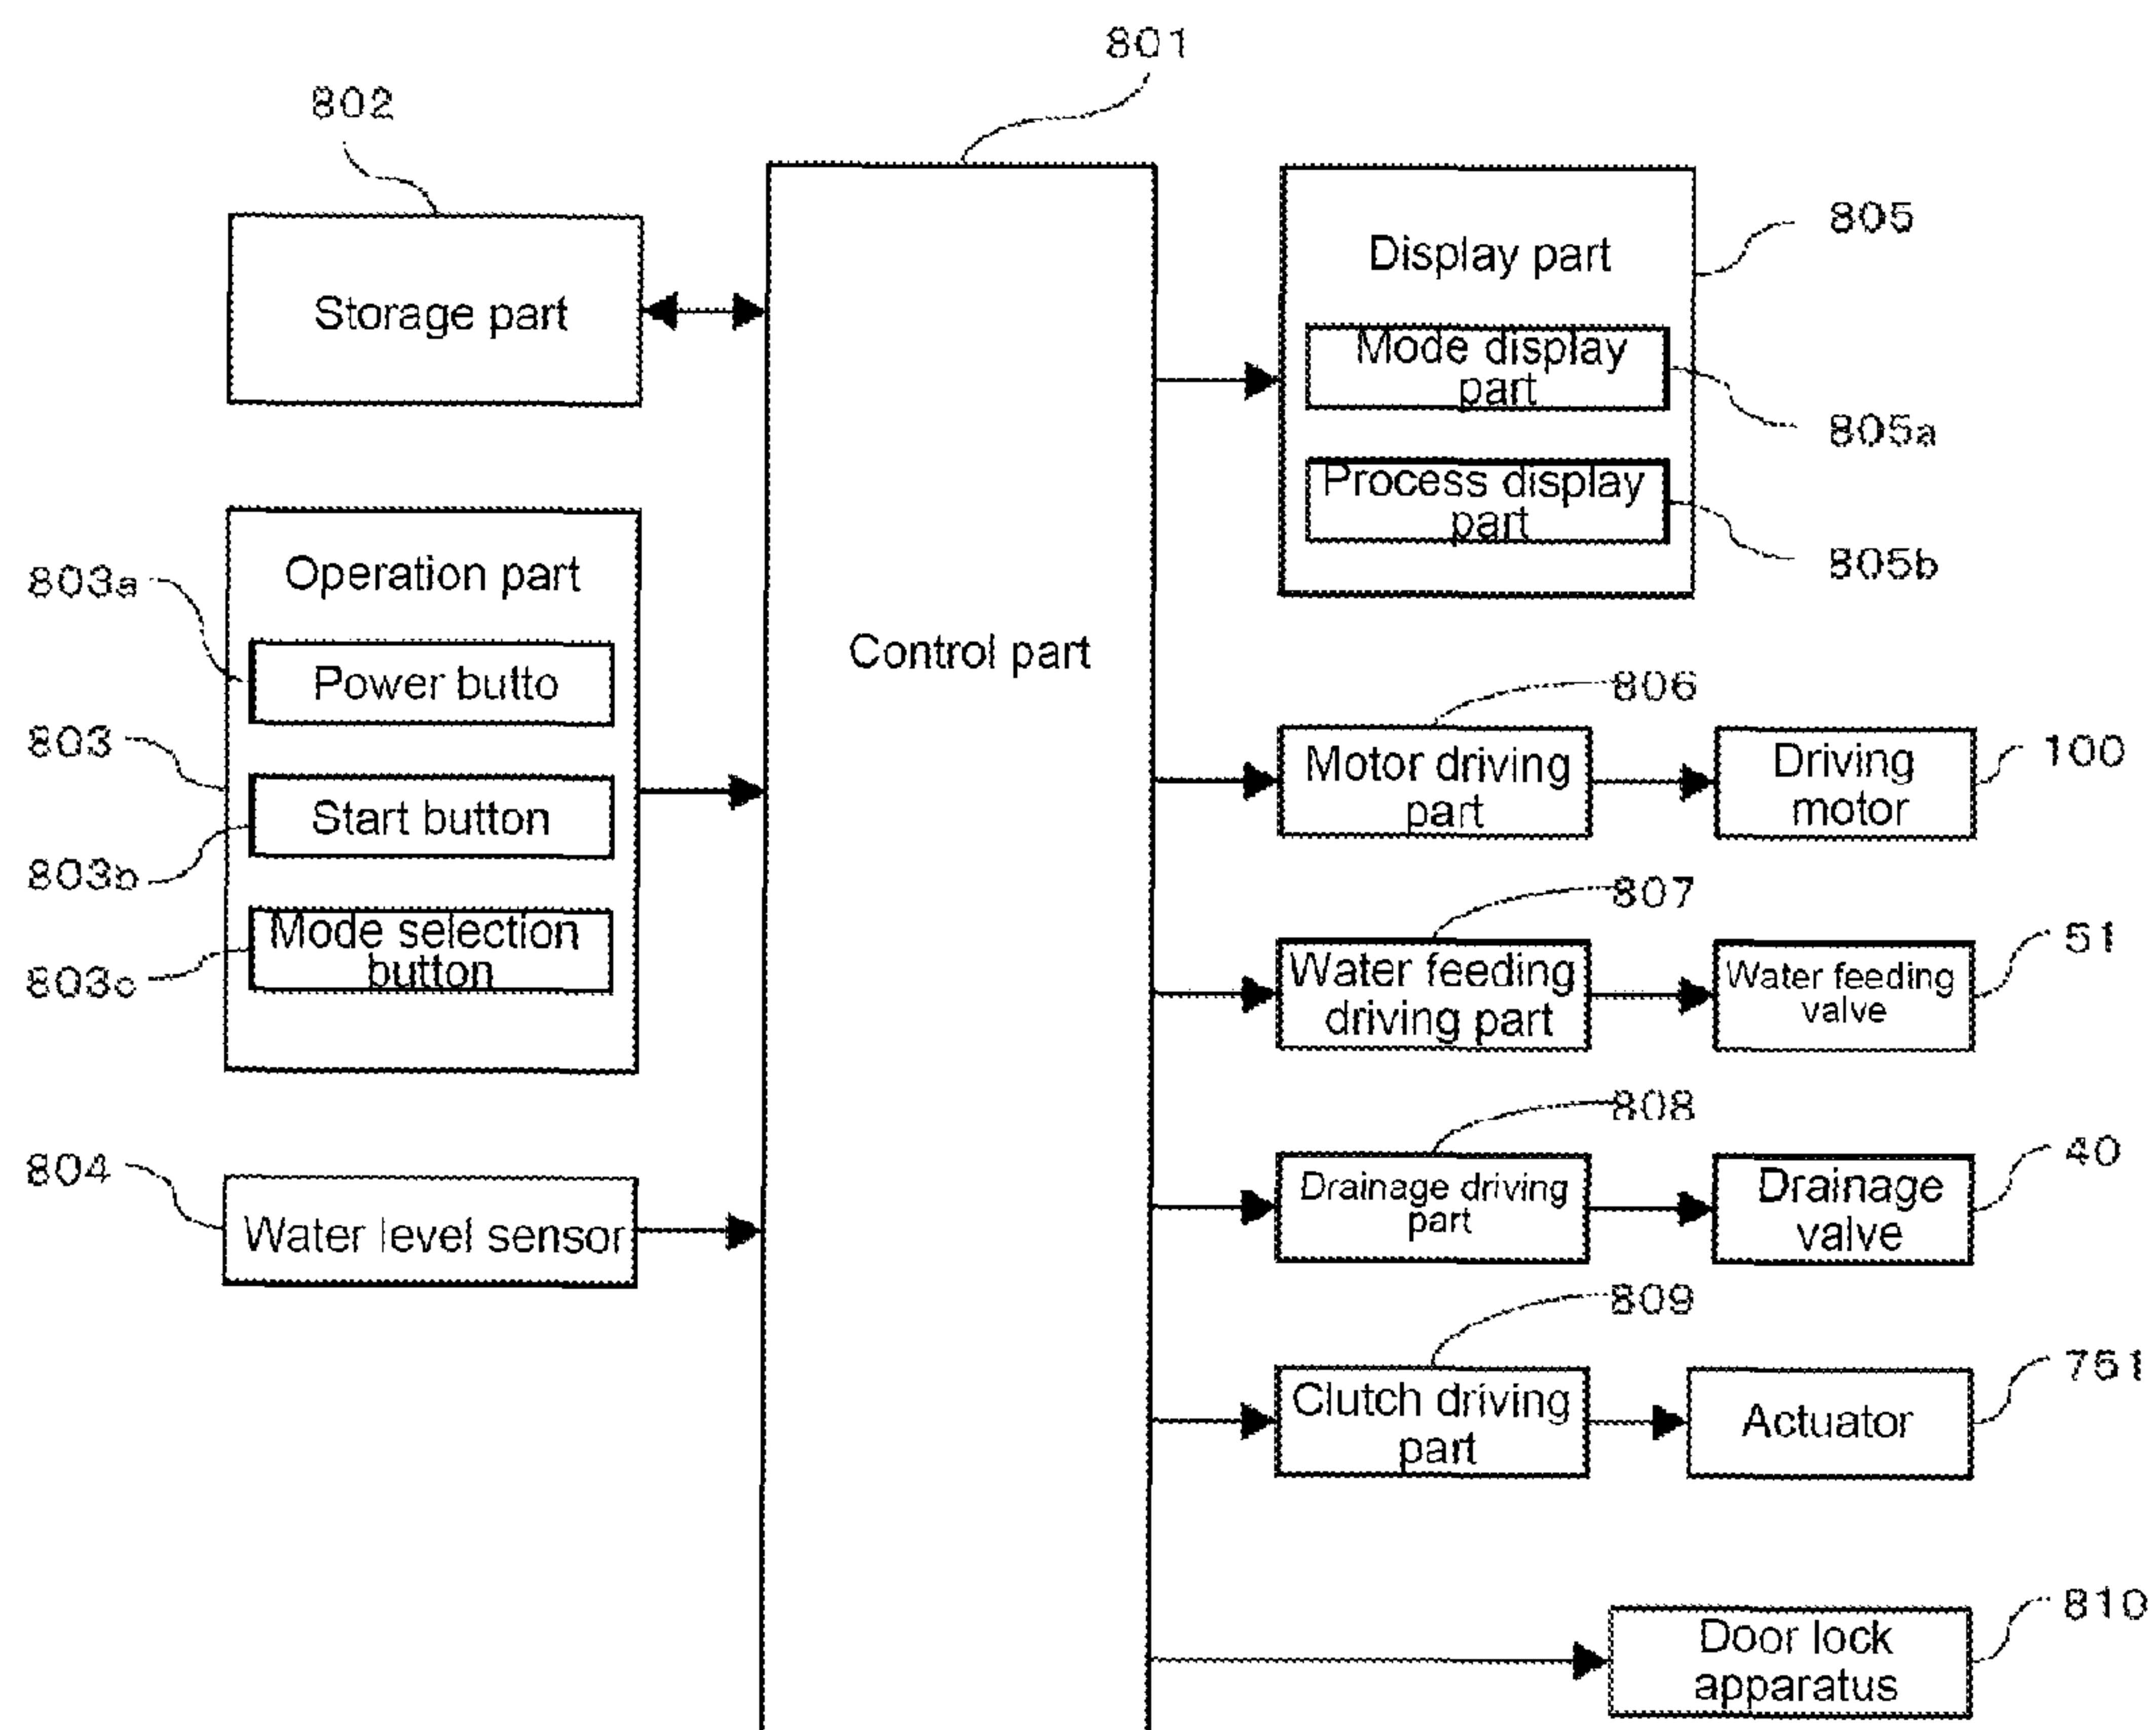 801
802
Storage part
Control part
805
Display part
Mode display
part
805a
Process display
part
805b
803a
Operation part
Power butto
803
Start button
803b
Mode selection
button
803c
804
Water level sensor
806
Motor driving
part
Driving
motor
100
807
Water feeding
driving part
Water feeding
valve
51
808
Drainage driving
part
Drainage
valve
40
809
Clutch driving
part
Actuator
751
810
Door lock
apparatus